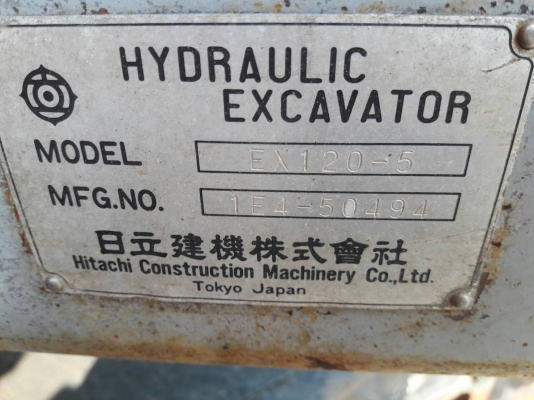 HYDRAULIC
EXCAVATOR
MODEL EX120-5
MFG.NO. 1E4-50494
日立建機株式會社
Hitachi Construction Machinery Co.,Ltd.
Tokyo Japan